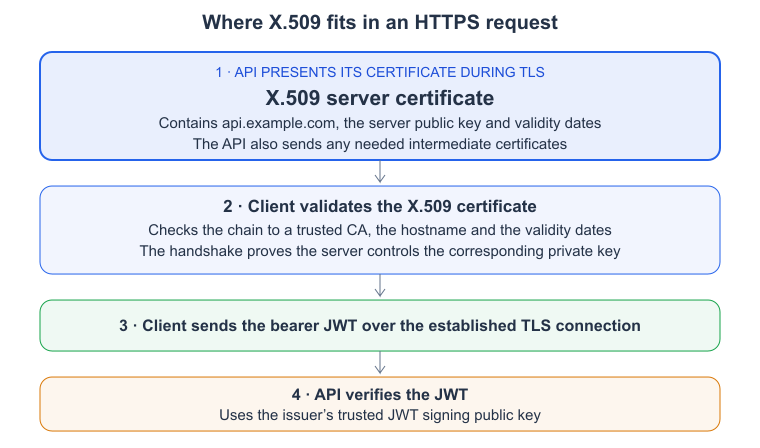 Where X.509 fits in an HTTPS request
1 · API PRESENTS ITS CERTIFICATE DURING TLS
X.509 server certificate
Contains api.example.com, the server public key and validity dates
The API also sends any needed intermediate certificates
2 · Client validates the X.509 certificate
Checks the chain to a trusted CA, the hostname and the validity dates
The handshake proves the server controls the corresponding private key
3 · Client sends the bearer JWT over the established TLS connection
4 · API verifies the JWT
Uses the issuer’s trusted JWT signing public key